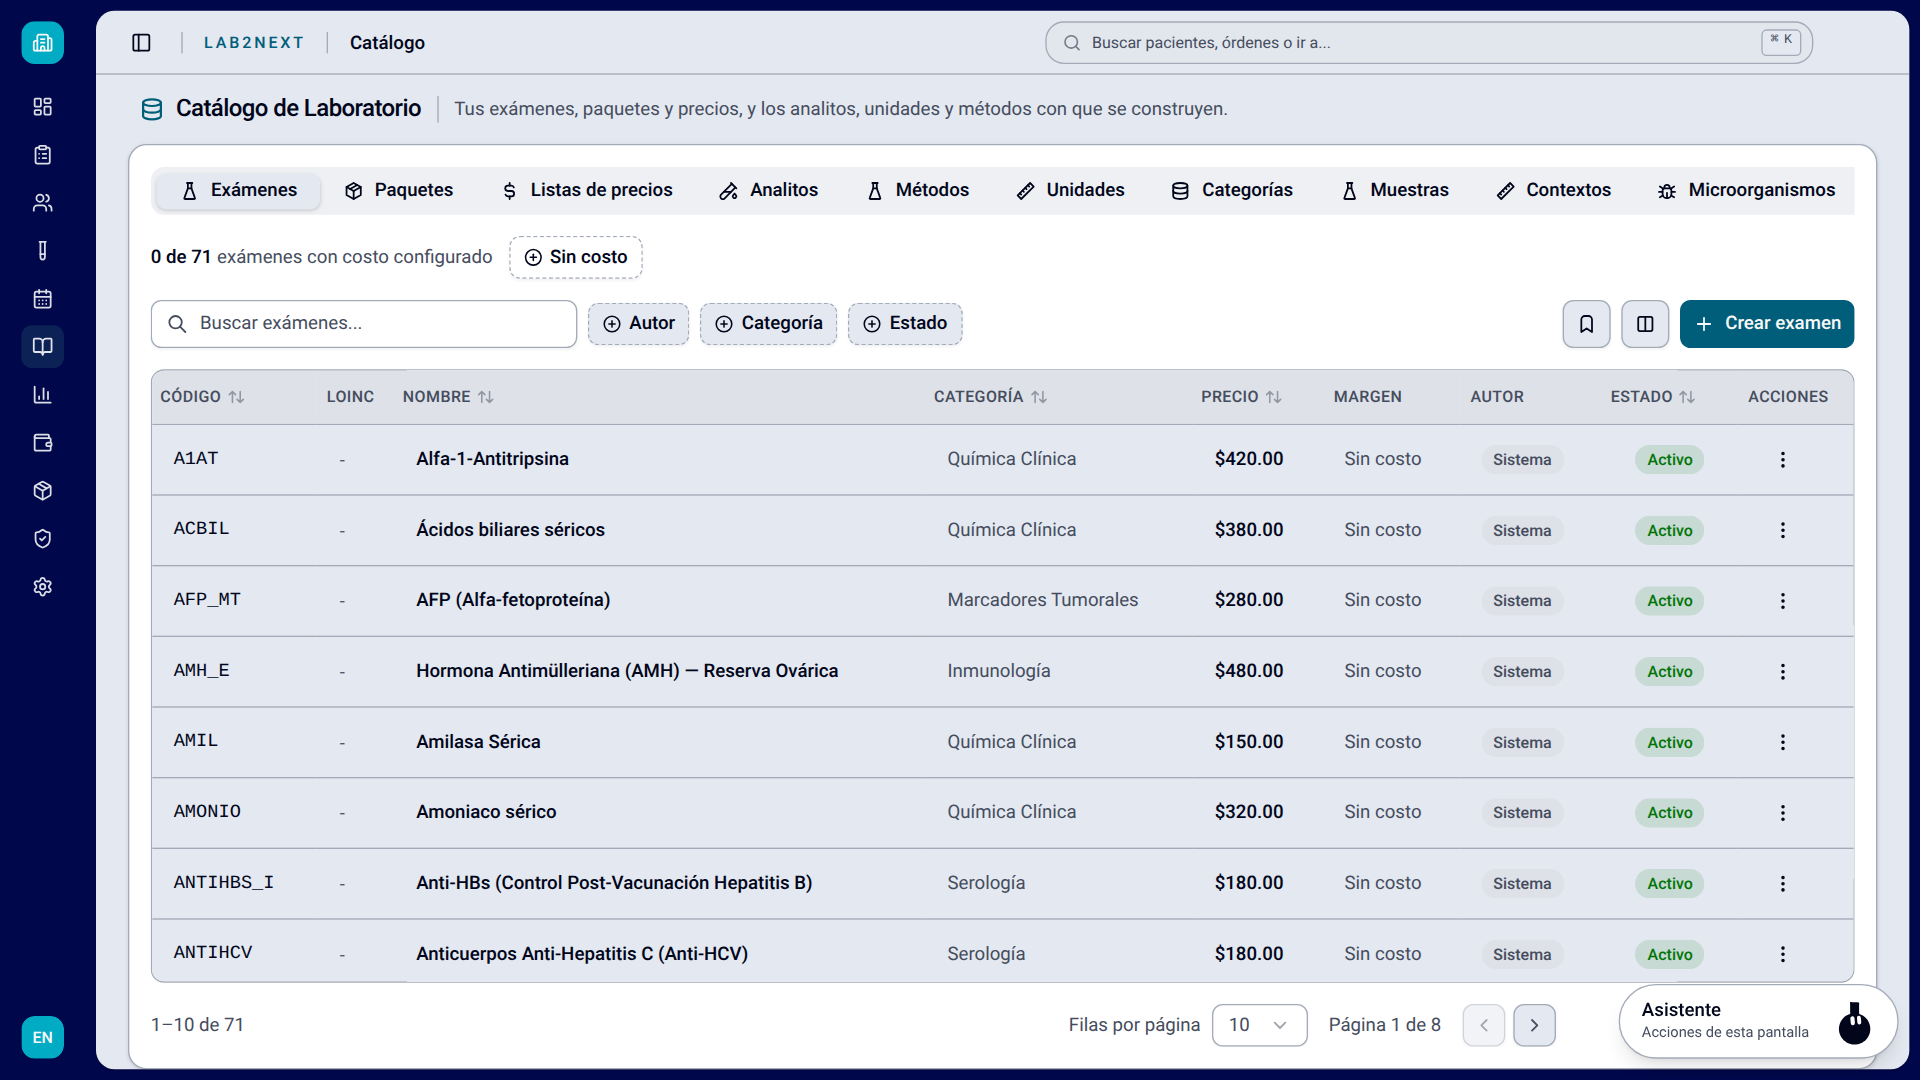 LAB2NEXT
Catálogo
Buscar pacientes, órdenes o ir a...
⌘ K
Catálogo de Laboratorio
Tus exámenes, paquetes y precios, y los analitos, unidades y métodos con que se construyen.
Exámenes
Paquetes
Listas de precios
Analitos
Métodos
Unidades
Categorías
Muestras
Contextos
Microorganismos
0 de 71 exámenes con costo configurado
Sin costo
Buscar exámenes...
Autor
Categoría
Estado
Crear examen
CÓDIGO LOINC NOMBRE CATEGORÍA PRECIO MARGEN AUTOR ESTADO ACCIONES
A1AT - Alfa-1-Antitripsina Química Clínica $420.00 Sin costo Sistema Activo
ACBIL - Ácidos biliares séricos Química Clínica $380.00 Sin costo Sistema Activo
AFP_MT - AFP (Alfa-fetoproteína) Marcadores Tumorales $280.00 Sin costo Sistema Activo
AMH_E - Hormona Antimülleriana (AMH) — Reserva Ovárica Inmunología $480.00 Sin costo Sistema Activo
AMIL - Amilasa Sérica Química Clínica $150.00 Sin costo Sistema Activo
AMONIO - Amoniaco sérico Química Clínica $320.00 Sin costo Sistema Activo
ANTIHBS_I - Anti-HBs (Control Post-Vacunación Hepatitis B) Serología $180.00 Sin costo Sistema Activo
ANTIHCV - Anticuerpos Anti-Hepatitis C (Anti-HCV) Serología $180.00 Sin costo Sistema Activo
1–10 de 71
Filas por página
10
Página 1 de 8
Asistente
Acciones de esta pantalla
EN